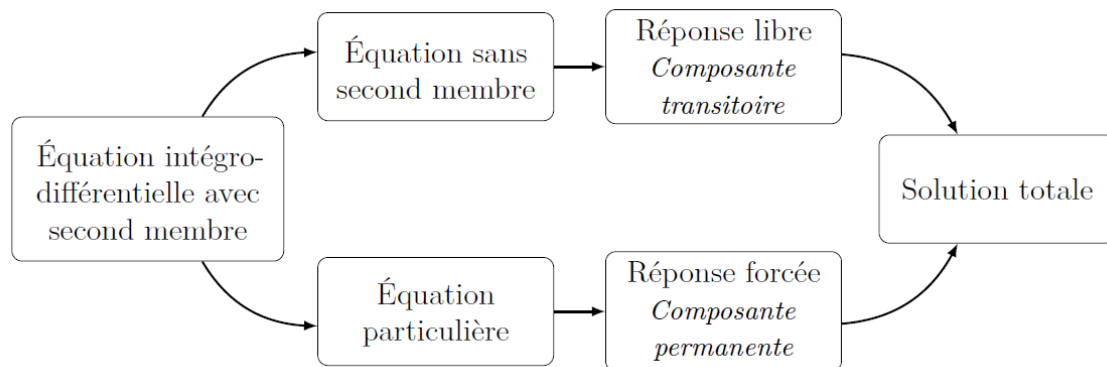 Équation intégro-
différentielle avec
second membre
Équation sans
second membre
Réponse libre
Composante
transitoire
Équation
particulière
Réponse forcée
Composante
permanente
Solution totale